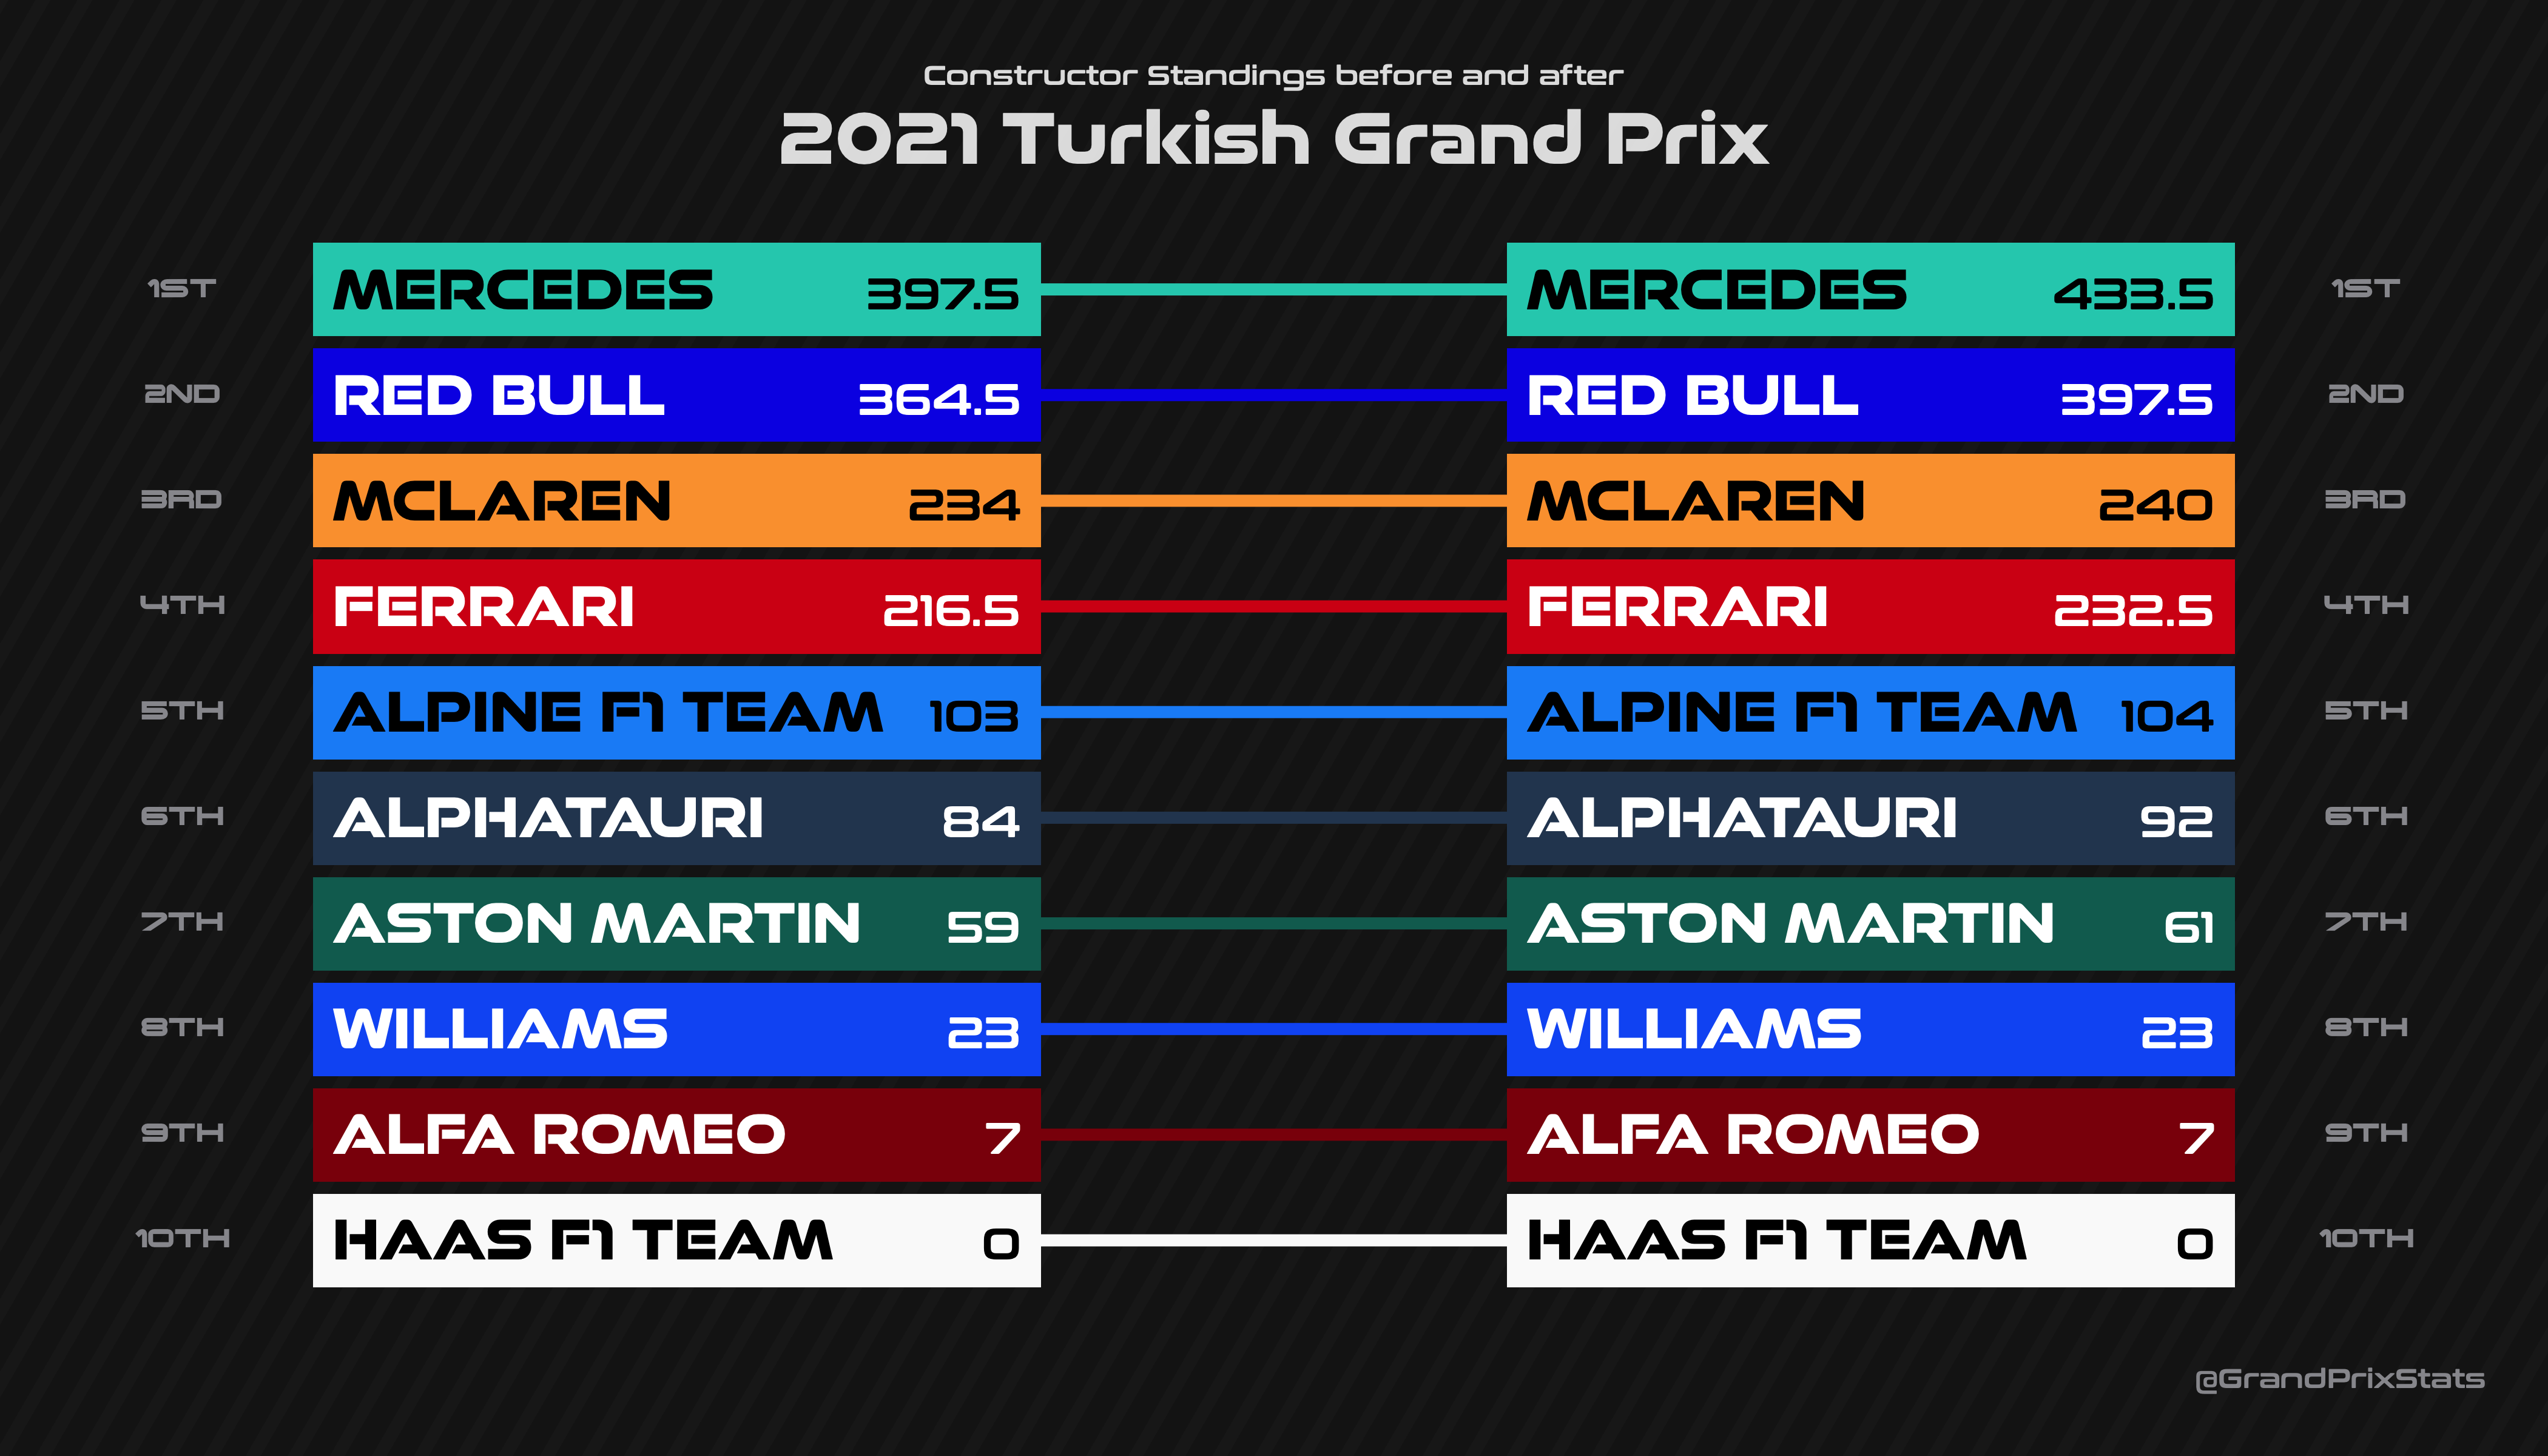 Constructor Standings before and after
2021 Turkish Grand Prix
1ST MERCEDES 397.5 MERCEDES 433.5 1ST
2ND RED BULL 364.5 RED BULL 397.5 2ND
3RD MCLAREN 234 MCLAREN 240 3RD
4TH FERRARI 216.5 FERRARI 232.5 4TH
5TH ALPINE F1 TEAM 103 ALPINE F1 TEAM 104 5TH
6TH ALPHATAURI 84 ALPHATAURI 92 6TH
7TH ASTON MARTIN 59 ASTON MARTIN 61 7TH
8TH WILLIAMS 23 WILLIAMS 23 8TH
9TH ALFA ROMEO 7 ALFA ROMEO 7 9TH
10TH HAAS F1 TEAM 0 HAAS F1 TEAM 0 10TH
@GrandPrixStats